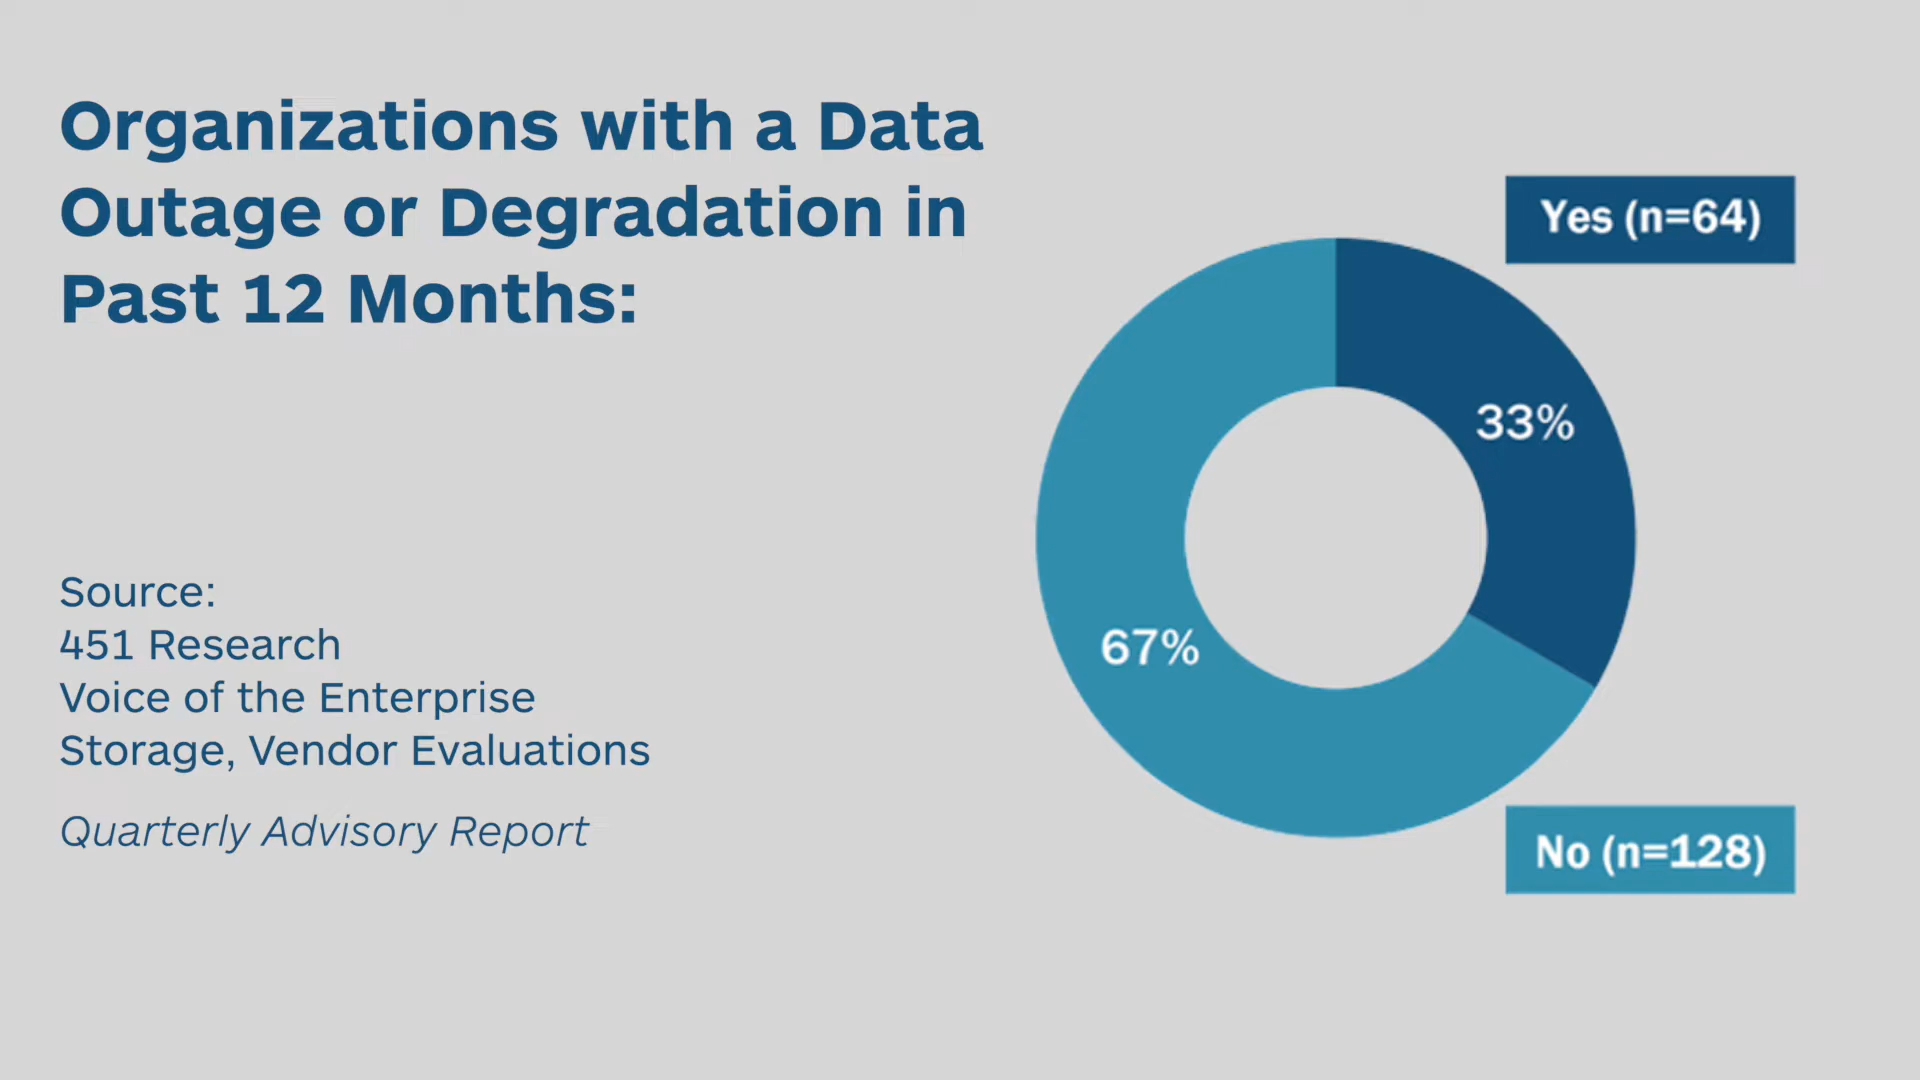 Organizations with a Data
Outage or Degradation in
Past 12 Months:
Source:
451 Research
Voice of the Enterprise
Storage, Vendor Evaluations
Quarterly Advisory Report
Yes (n=64)
33%
67%
No (n=128)